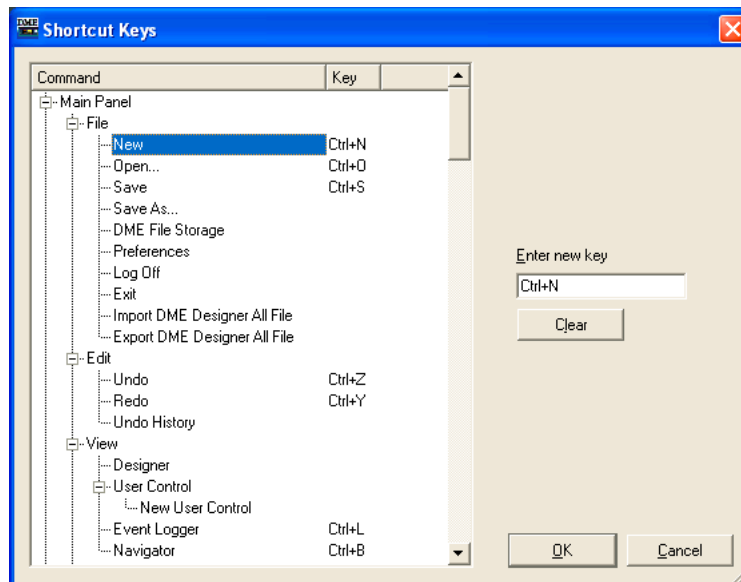 DME
Shortcut Keys
Command Key
Main Panel
File
New Ctrl+N
Open... Ctrl+O
Save Ctrl+S
Save As...
DME File Storage
Preferences
Log Off
Exit
Import DME Designer All File
Export DME Designer All File
Edit
Undo Ctrl+Z
Redo Ctrl+Y
Undo History
View
Designer
User Control
New User Control
Event Logger Ctrl+L
Navigator Ctrl+B
Enter new key
Ctrl+N
Clear
OK Cancel